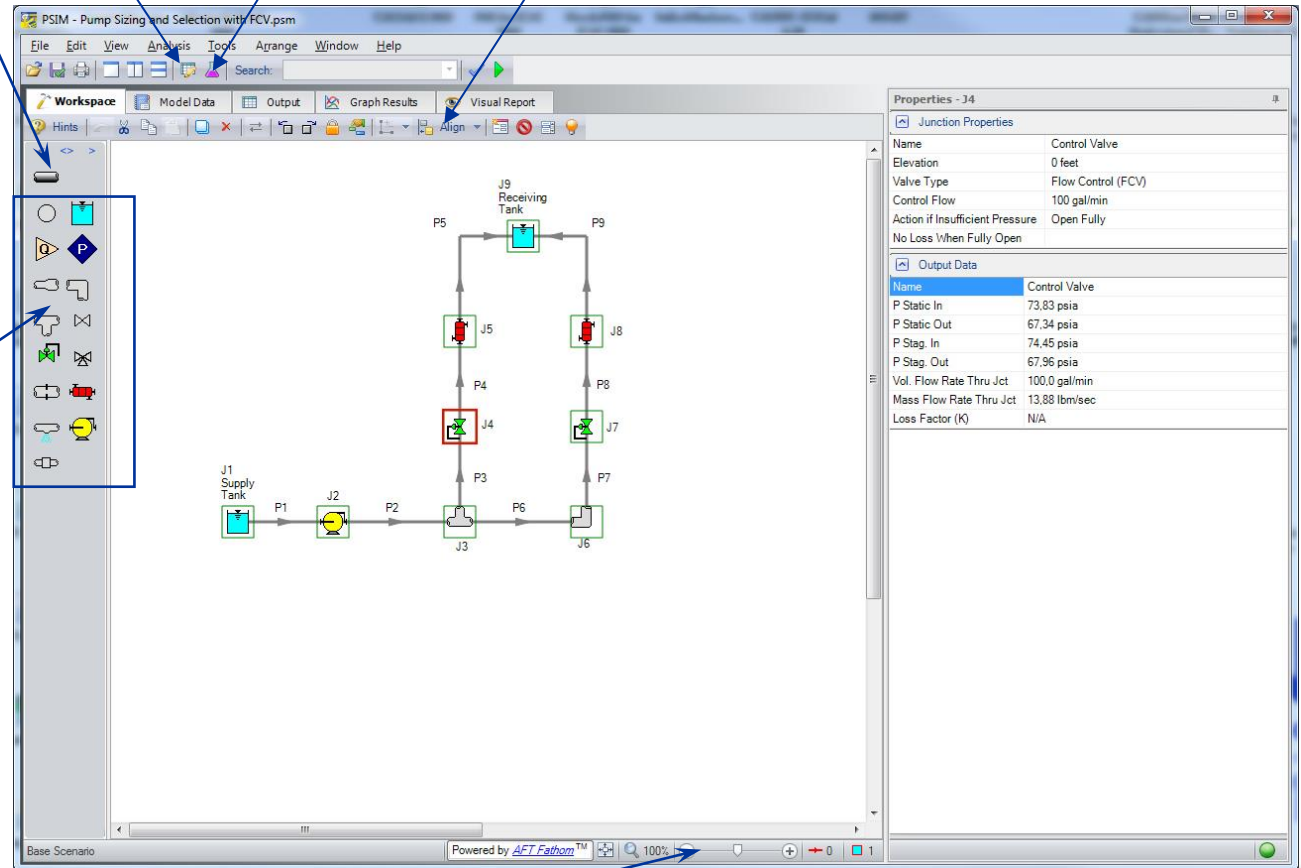 PSIM - Pump Sizing and Selection with FCV.psm
File Edit View Analysis Tools Arrange Window Help
Search:
Workspace Model Data Output Graph Results Visual Report
Hints Align
<> >
Q P
J9
Receiving
Tank
P5 P9
J5 J8
P4 P8
J4 J7
P3 P7
J1
Supply
Tank
P1 J2 P2 P6
J3 J6
Properties - J4
Junction Properties
Name Control Valve
Elevation 0 feet
Valve Type Flow Control (FCV)
Control Flow 100 gal/min
Action if Insufficient Pressure Open Fully
No Loss When Fully Open
Output Data
Name Control Valve
P Static In 73,83 psia
P Static Out 67,34 psia
P Stag. In 74,45 psia
P Stag. Out 67,96 psia
Vol. Flow Rate Thru Jct 100,0 gal/min
Mass Flow Rate Thru Jct 13,88 lbm/sec
Loss Factor (K) N/A
Base Scenario Powered by AFT Fathom™ 100% 0 1